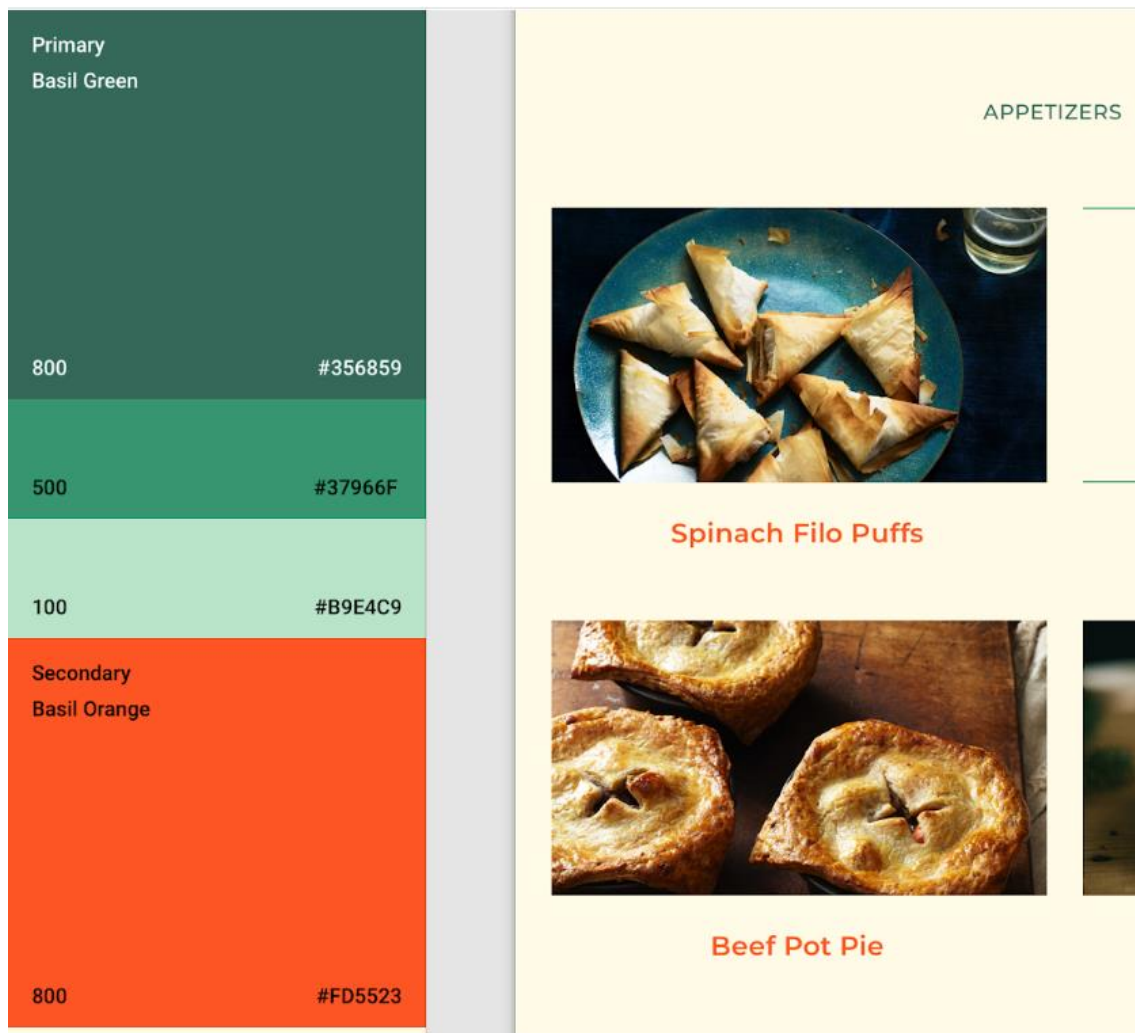 Primary
Basil Green
800 #356859
500 #37966F
100 #B9E4C9
Secondary
Basil Orange
800 #FD5523
APPETIZERS
Spinach Filo Puffs
Beef Pot Pie